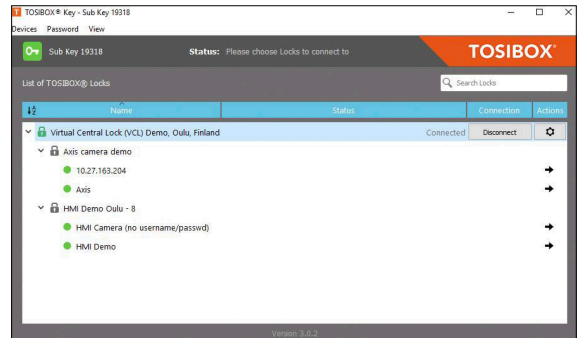 TOSIBOX® Key - Sub Key 19318
Devices Password View
Sub Key 19318 Status: Please choose Locks to connect to TOSIBOX®
List of TOSIBOX® Locks Search Locks
Name Status Connection Actions
Virtual Central Lock (VCL) Demo, Oulu, Finland Connected Disconnect
Axis camera demo
10.27.163.204
Axis
HMI Demo Oulu - 8
HMI Camera (no username/passwd)
HMI Demo
Version 3.0.2